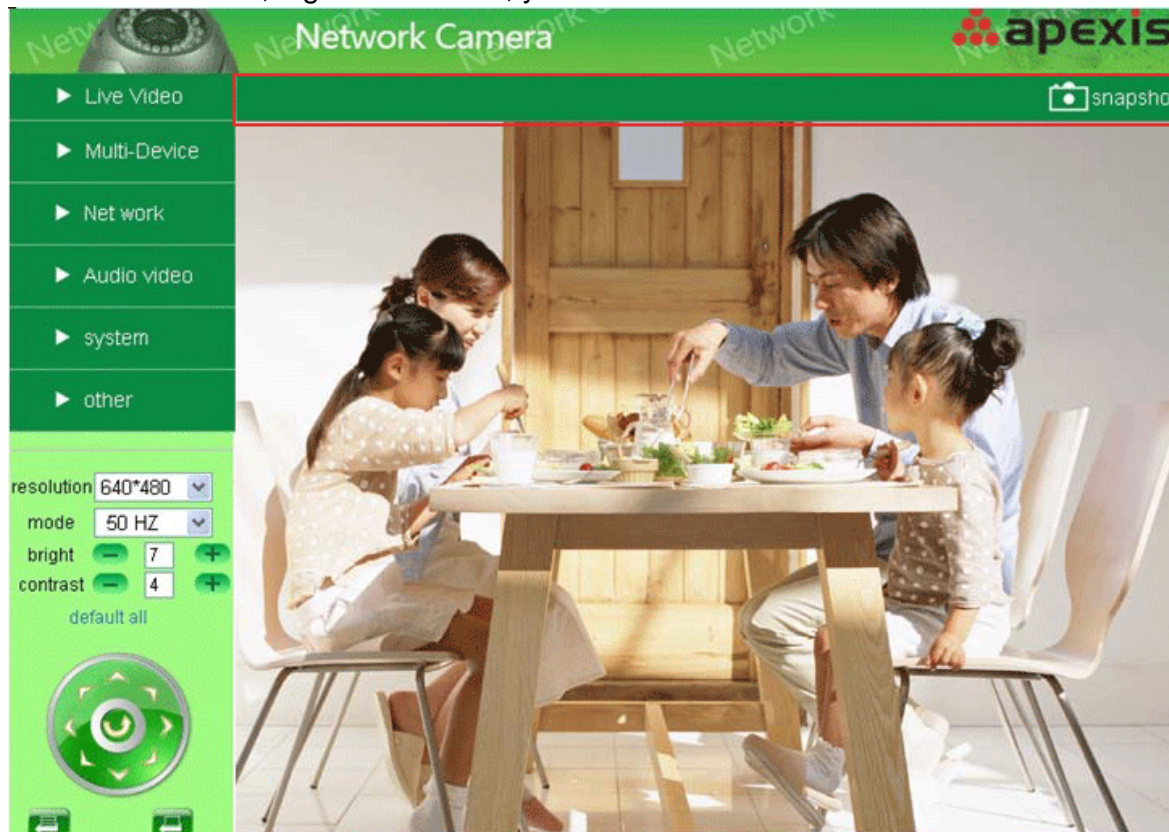 Network Camera
apexis
snapsho
Live Video
Multi-Device
Net work
Audio video
system
other
resolution 640*480
mode 50 HZ
bright 7
contrast 4
default all